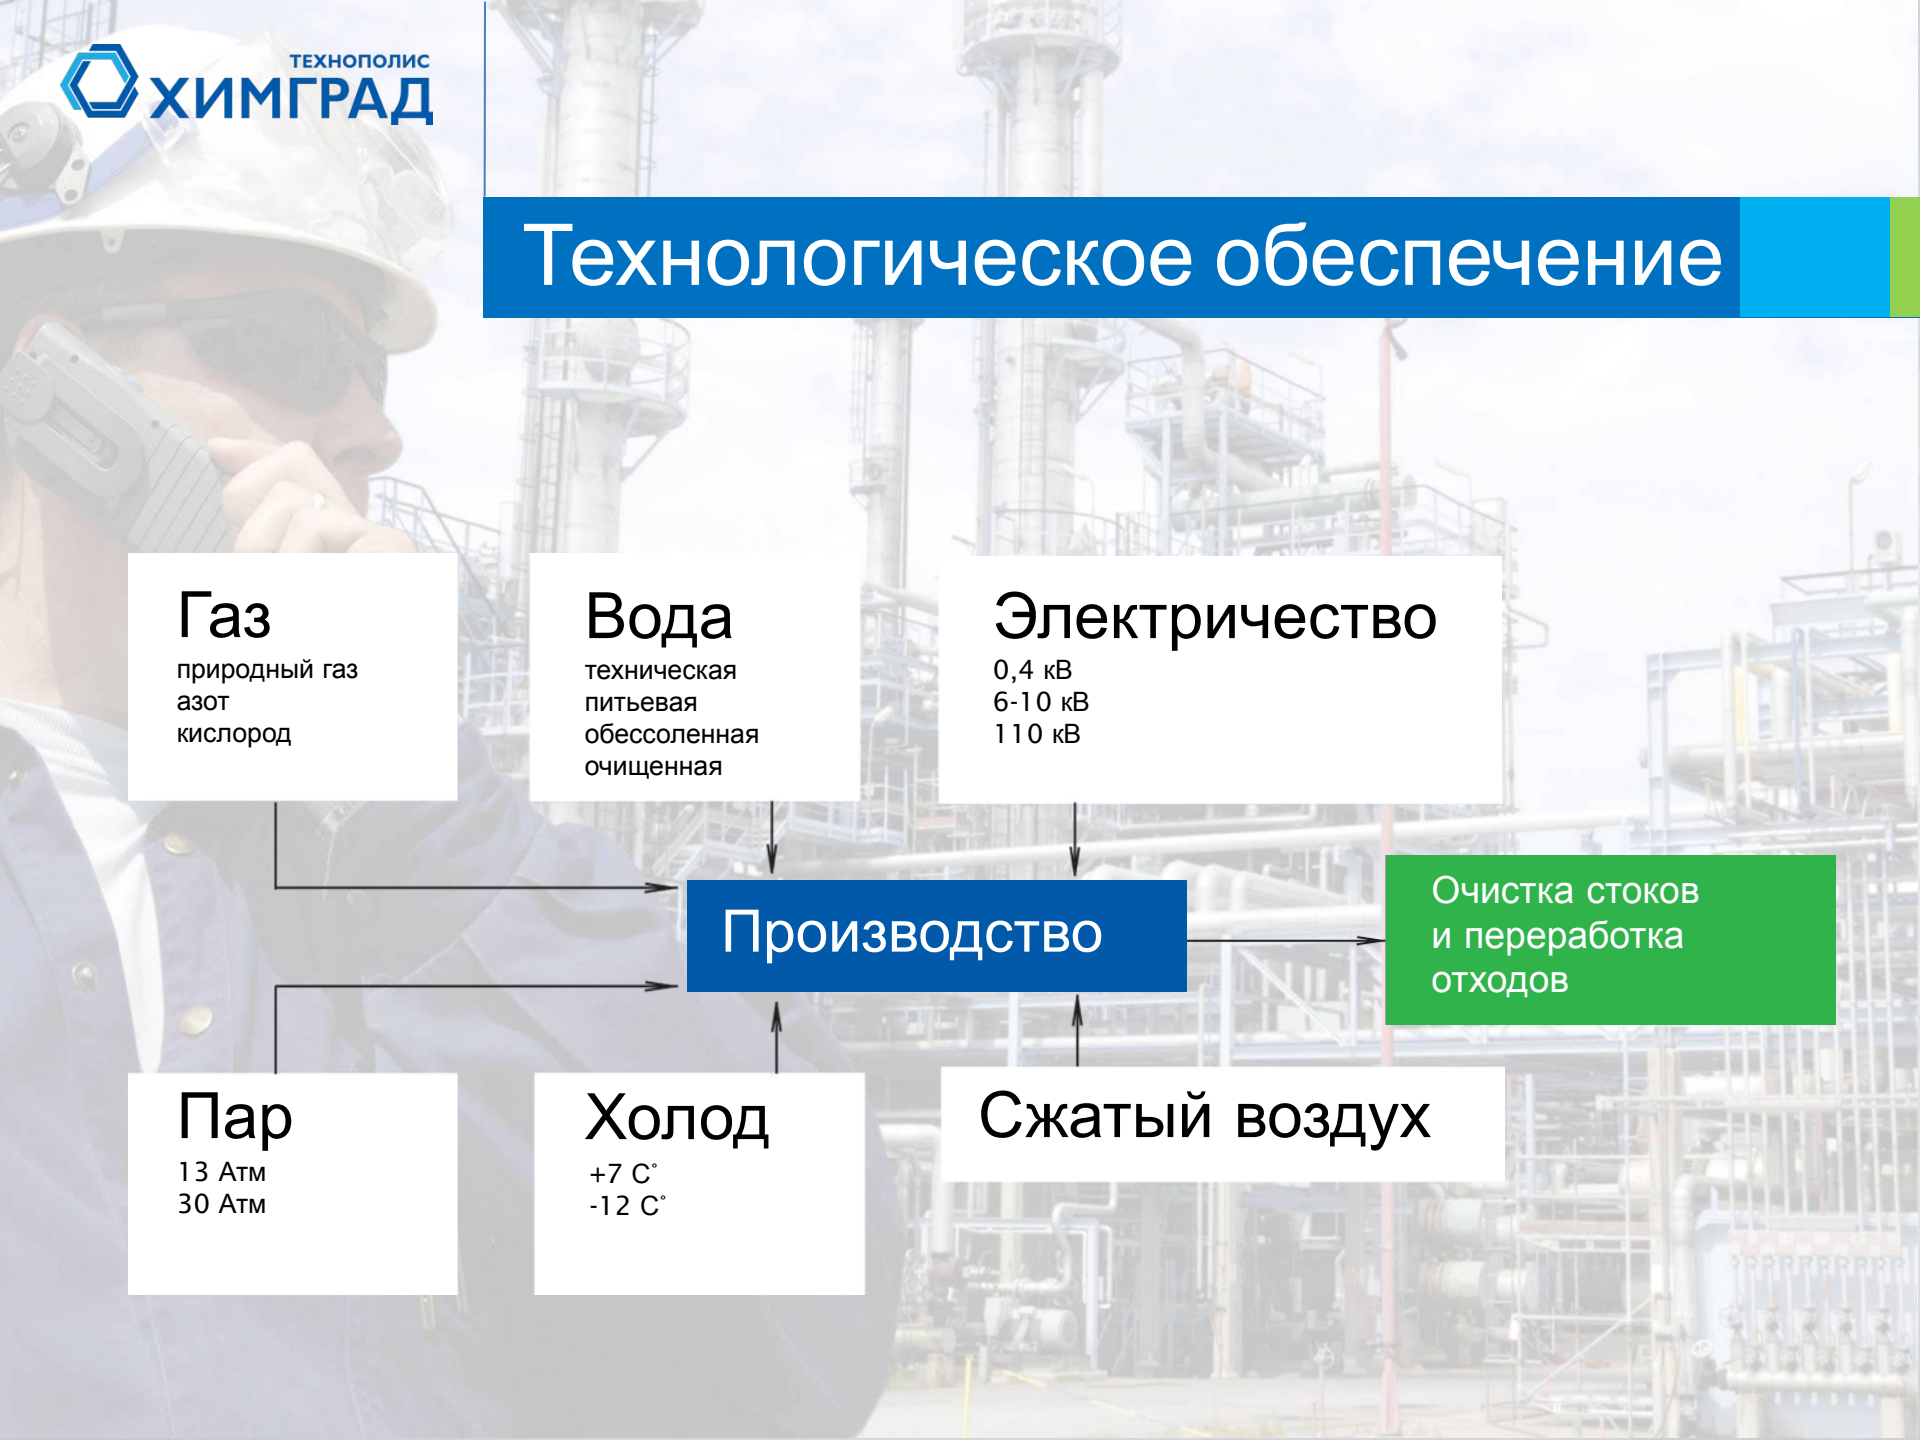 ТЕХНОПОЛИС
ХИМГРАД
Технологическое обеспечение
Газ
природный газ
азот
кислород
Вода
техническая
питьевая
обессоленная
очищенная
Электричество
0,4 кВ
6-10 кВ
110 кВ
Производство
Очистка стоков
и переработка
отходов
Пар
13 Атм
30 Атм
Холод
+7 С°
-12 С°
Сжатый воздух